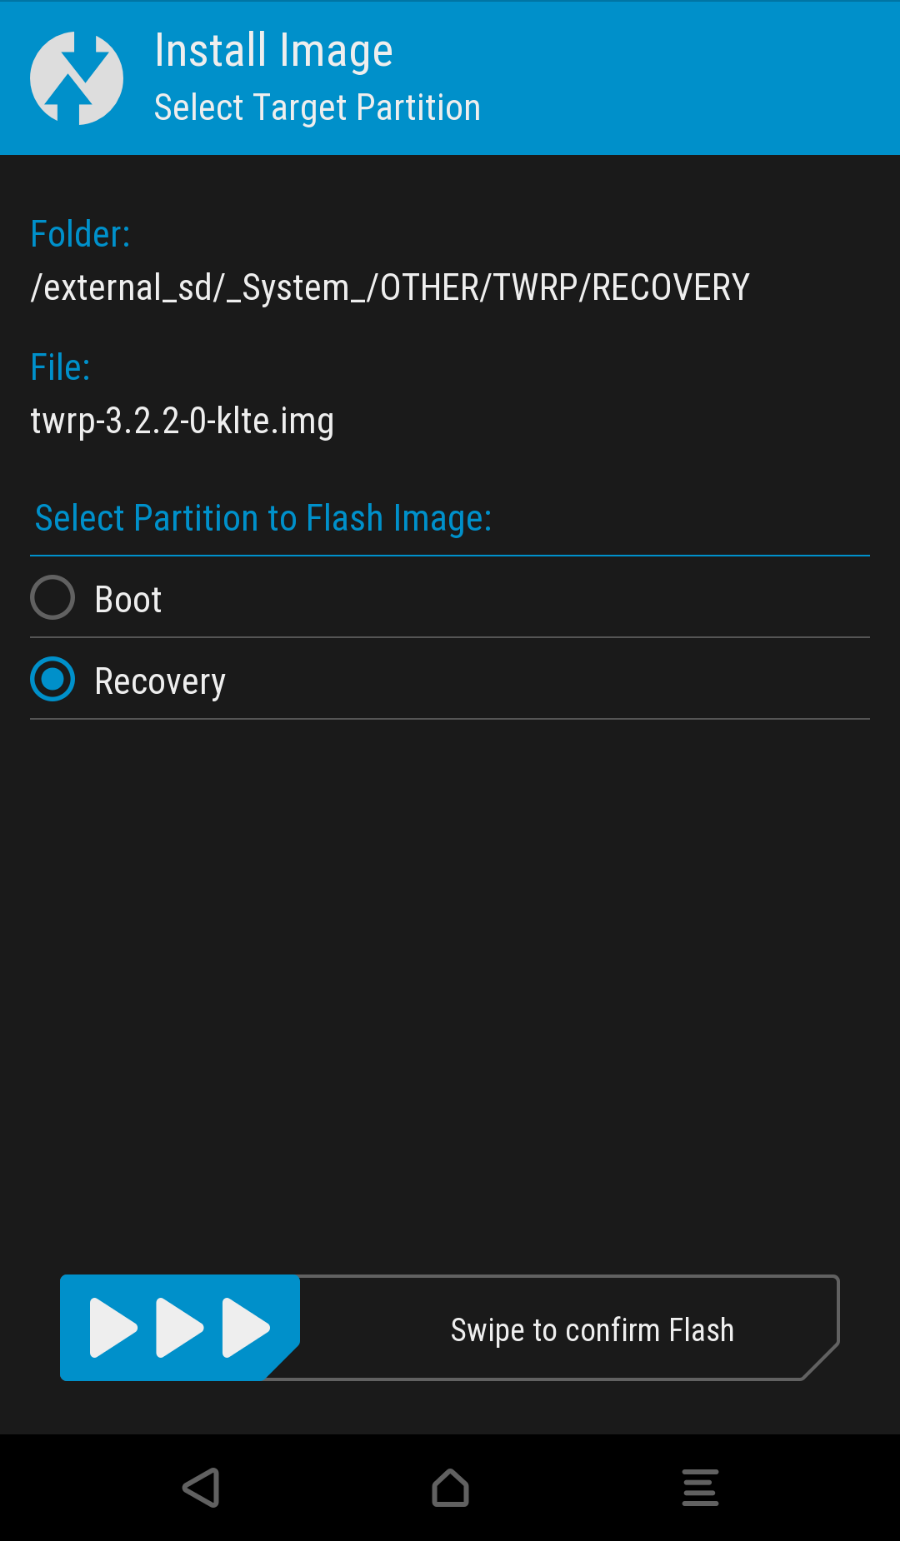 Install Image
Select Target Partition
Folder:
/external_sd/_System_/OTHER/TWRP/RECOVERY
File:
twrp-3.2.2-0-klte.img
Select Partition to Flash Image:
Boot
Recovery
Swipe to confirm Flash